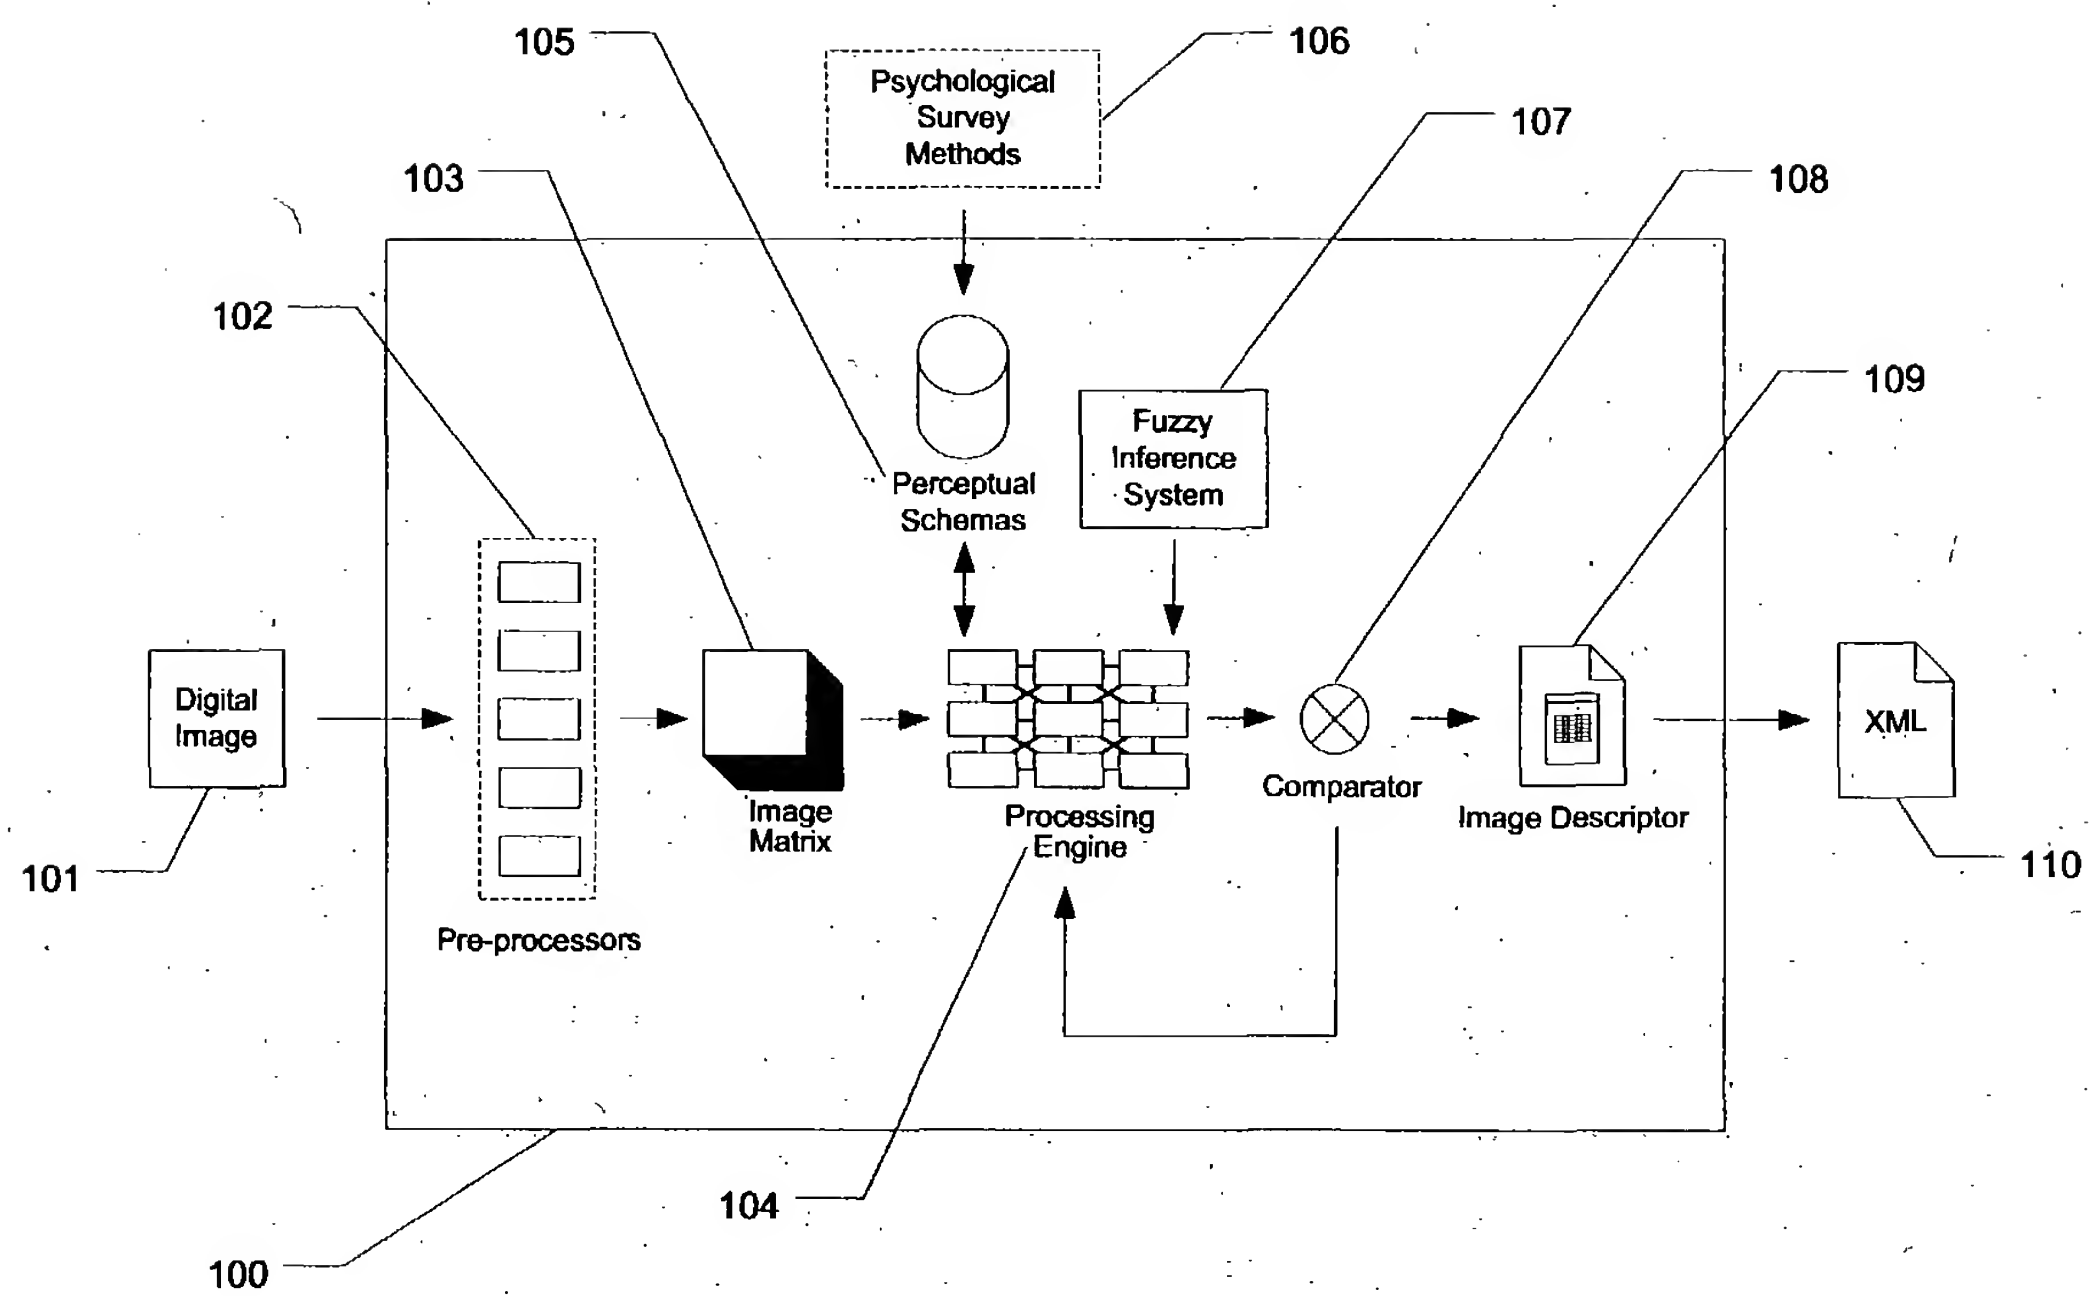 105
106
Psychological
Survey
Methods
107
103
108
102
109
Fuzzy
Inference
System
Perceptual
Schemas
Digital
Image
XML
Comparator
Image
Matrix
Processing
Engine
Image Descriptor
101
110
Pre-processors
104
100